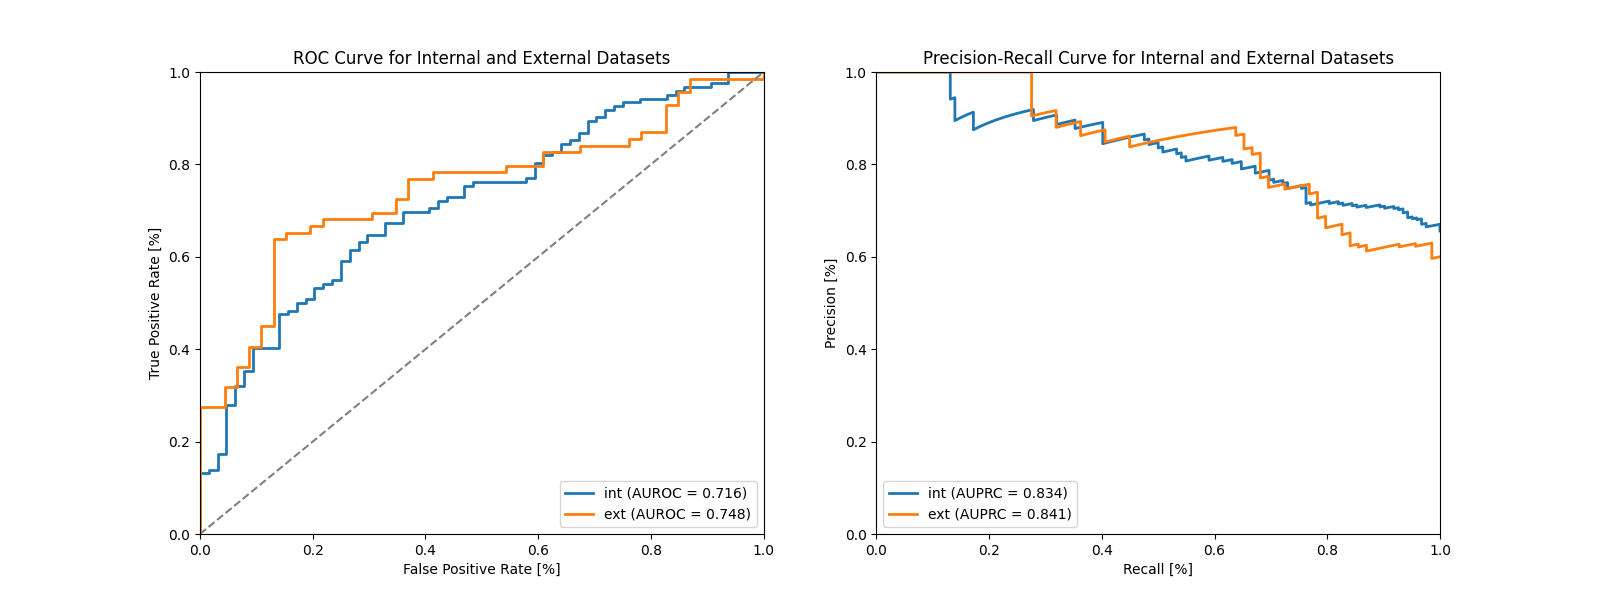 ROC Curve for Internal and External Datasets
1.0
0.8
0.6
0.4
0.2
0.0
True Positive Rate [%]
0.0 0.2 0.4 0.6 0.8 1.0
False Positive Rate [%]
int (AUROC = 0.716)
ext (AUROC = 0.748)
Precision-Recall Curve for Internal and External Datasets
1.0
0.8
0.6
0.4
0.2
0.0
Precision [%]
0.0 0.2 0.4 0.6 0.8 1.0
Recall [%]
int (AUPRC = 0.834)
ext (AUPRC = 0.841)